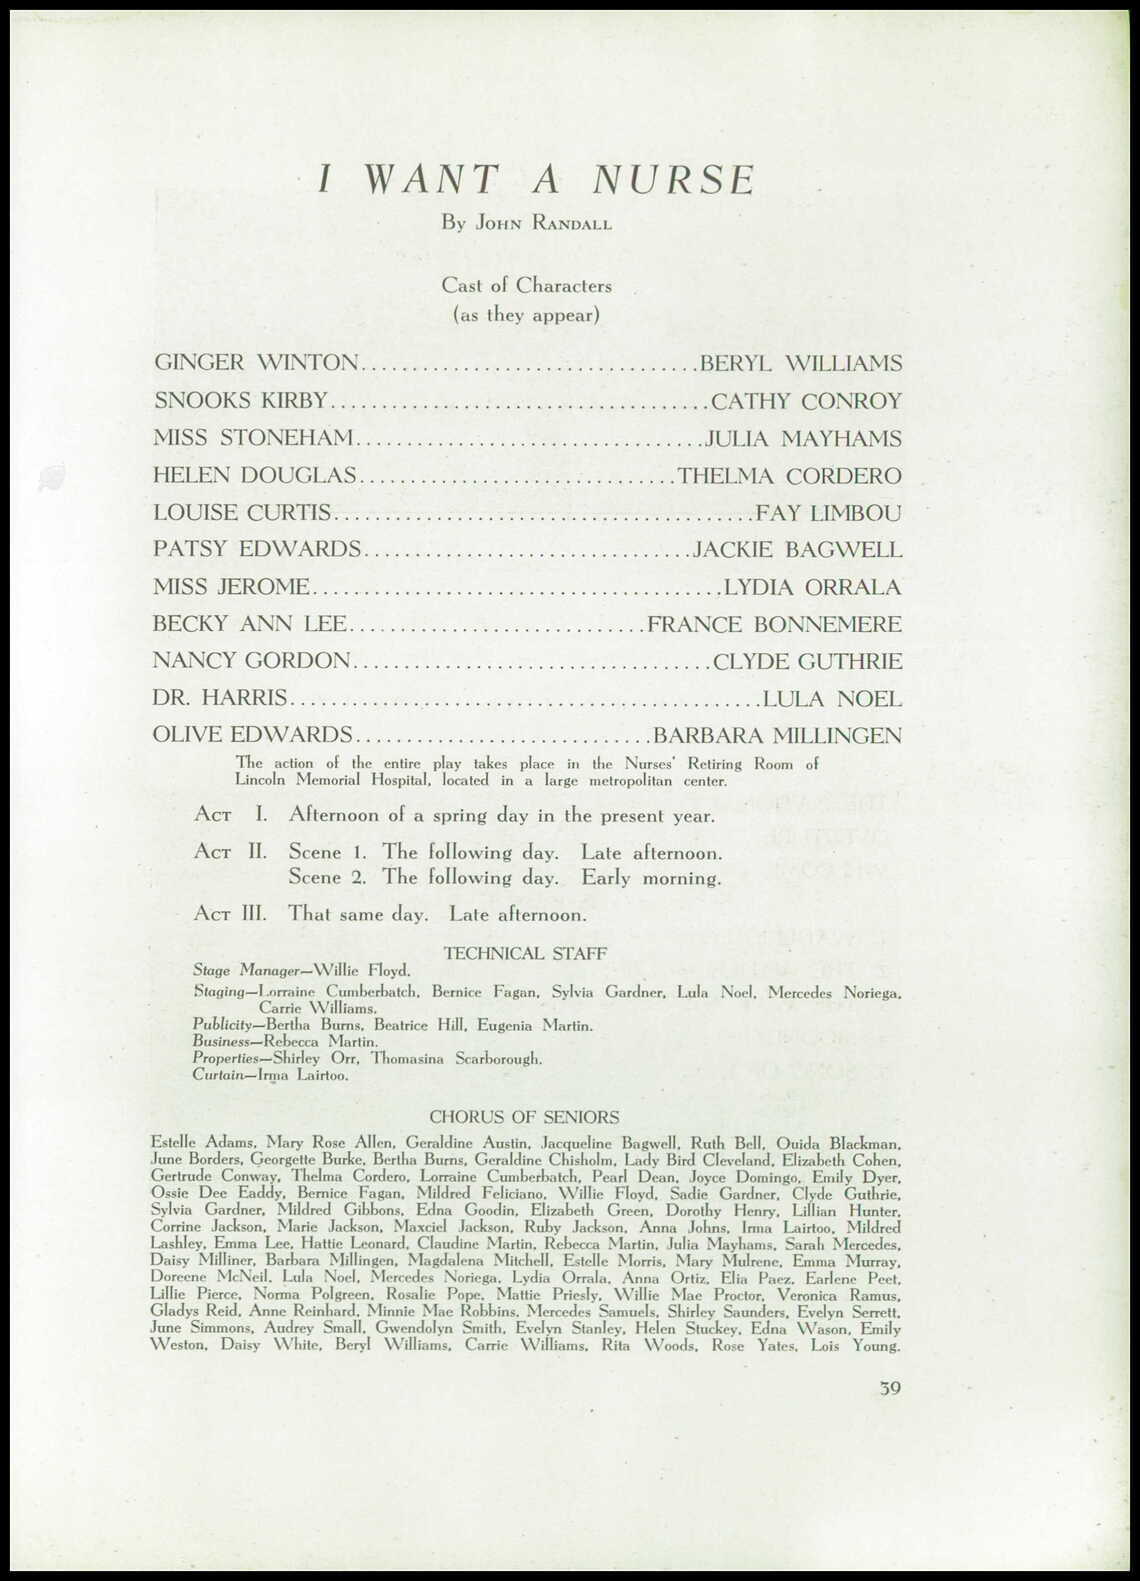 I WANT A NURSE
By John Randall
Cast of Characters
(as they appear)
GINGER WINTON.................................BERYL WILLIAMS
SNOOKS KIRBY.....................................CATHY CONROY
MISS STONEHAM..................................JULIA MAYHAMS
HELEN DOUGLAS...............................THELMA CORDERO
LOUISE CURTIS.........................................FAY LIMBOU
PATSY EDWARDS................................JACKIE BAGWELL
MISS JEROME........................................LYDIA ORRALA
BECKY ANN LEE.............................FRANCE BONNEMERE
NANCY GORDON...................................CLYDE GUTHRIE
DR. HARRIS..............................................LULA NOEL
OLIVE EDWARDS.............................BARBARA MILLINGEN
The action of the entire play takes place in the Nurses' Retiring Room of
Lincoln Memorial Hospital, located in a large metropolitan center.
Act I. Afternoon of a spring day in the present year.
Act II. Scene 1. The following day. Late afternoon.
Scene 2. The following day. Early morning.
Act III. That same day. Late afternoon.
TECHNICAL STAFF
Stage Manager—Willie Floyd.
Staging—Lorraine Cumberbatch, Bernice Fagan, Sylvia Gardner, Lula Noel, Mercedes Noriega,
Carrie Williams.
Publicity—Bertha Burns, Beatrice Hill, Eugenia Martin.
Business—Rebecca Martin.
Properties—Shirley Orr, Thomasina Scarborough.
Curtain—Irma Lairtoo.
CHORUS OF SENIORS
Estelle Adams, Mary Rose Allen, Geraldine Austin, Jacqueline Bagwell, Ruth Bell, Ouida Blackman,
June Borders, Georgette Burke, Bertha Burns, Geraldine Chisholm, Lady Bird Cleveland, Elizabeth Cohen,
Gertrude Conway, Thelma Cordero, Lorraine Cumberbatch, Pearl Dean, Joyce Domingo, Emily Dyer,
Ossie Dee Eaddy, Bernice Fagan, Mildred Feliciano, Willie Floyd, Sadie Gardner, Clyde Guthrie,
Sylvia Gardner, Mildred Gibbons, Edna Goodin, Elizabeth Green, Dorothy Henry, Lillian Hunter,
Corrine Jackson, Marie Jackson, Maxciel Jackson, Ruby Jackson, Anna Johns, Irma Lairtoo, Mildred
Lashley, Emma Lee, Hattie Leonard, Claudine Martin, Rebecca Martin, Julia Mayhams, Sarah Mercedes,
Daisy Milliner, Barbara Millingen, Magdalena Mitchell, Estelle Morris, Mary Mulrene, Emma Murray,
Doreene McNeil, Lula Noel, Mercedes Noriega, Lydia Orrala, Anna Ortiz, Elia Paez, Earlene Peet,
Lillie Pierce, Norma Polgreen, Rosalie Pope, Mattie Priesly, Willie Mae Proctor, Veronica Ramus,
Gladys Reid, Anne Reinhard, Minnie Mae Robbins, Mercedes Samuels, Shirley Saunders, Evelyn Serrett,
June Simmons, Audrey Small, Gwendolyn Smith, Evelyn Stanley, Helen Stuckey, Edna Wason, Emily
Weston, Daisy White, Beryl Williams, Carrie Williams, Rita Woods, Rose Yates, Lois Young.
39